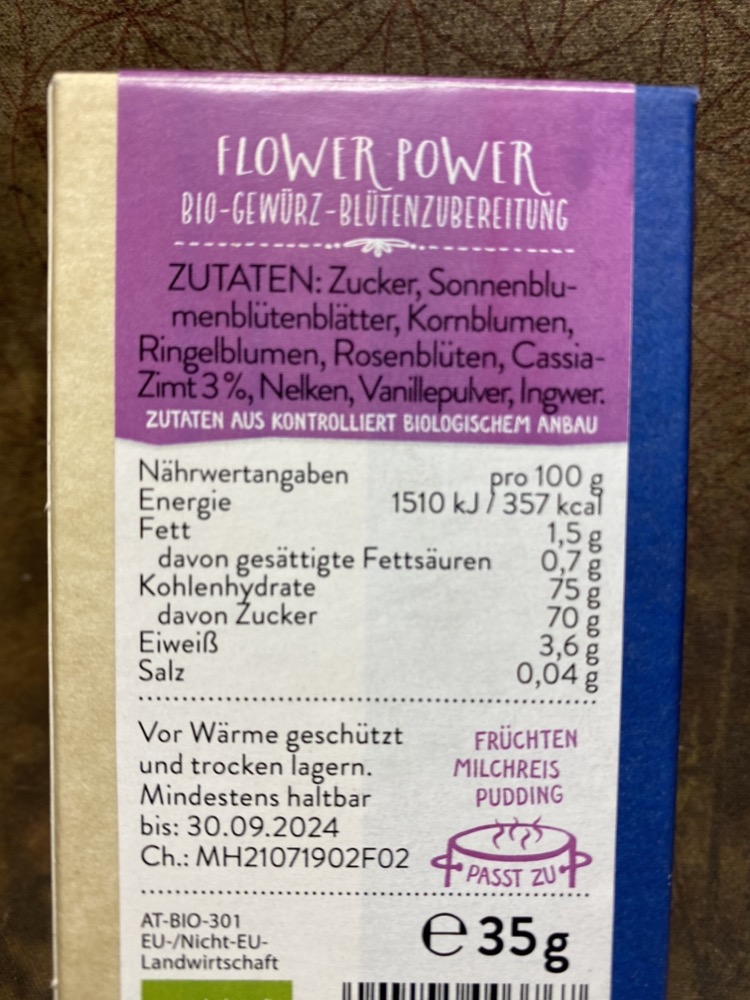 FLOWER POWER
BIO-GEWÜRZ-BLÜTENZUBEREITUNG
ZUTATEN: Zucker, Sonnenblu-
menblütenblätter, Kornblumen,
Ringelblumen, Rosenblüten, Cassia-
Zimt 3 %, Nelken, Vanillepulver, Ingwer.
ZUTATEN AUS KONTROLLIERT BIOLOGISCHEM ANBAU
Nährwertangaben pro 100 g
Energie 1510 kJ / 357 kcal
Fett 1,5 g
davon gesättigte Fettsäuren 0,7 g
Kohlenhydrate 75 g
davon Zucker 70 g
Eiweiß 3,6 g
Salz 0,04 g
Vor Wärme geschützt
und trocken lagern.
Mindestens haltbar
bis: 30.09.2024
Ch.: MH21071902F02
FRÜCHTEN
MILCHREIS
PUDDING
PASST ZU
AT-BIO-301
EU-/Nicht-EU-
Landwirtschaft
℮ 35g